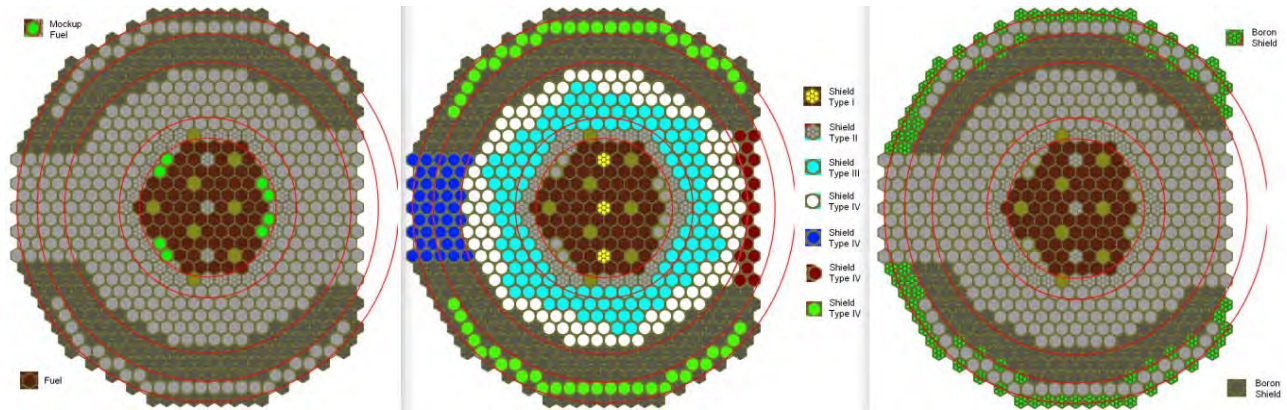 Mockup
Fuel
Fuel
Shield
Type I
Shield
Type II
Shield
Type III
Shield
Type IV
Shield
Type IV
Shield
Type IV
Shield
Type IV
Boron
Shield
Boron
Shield